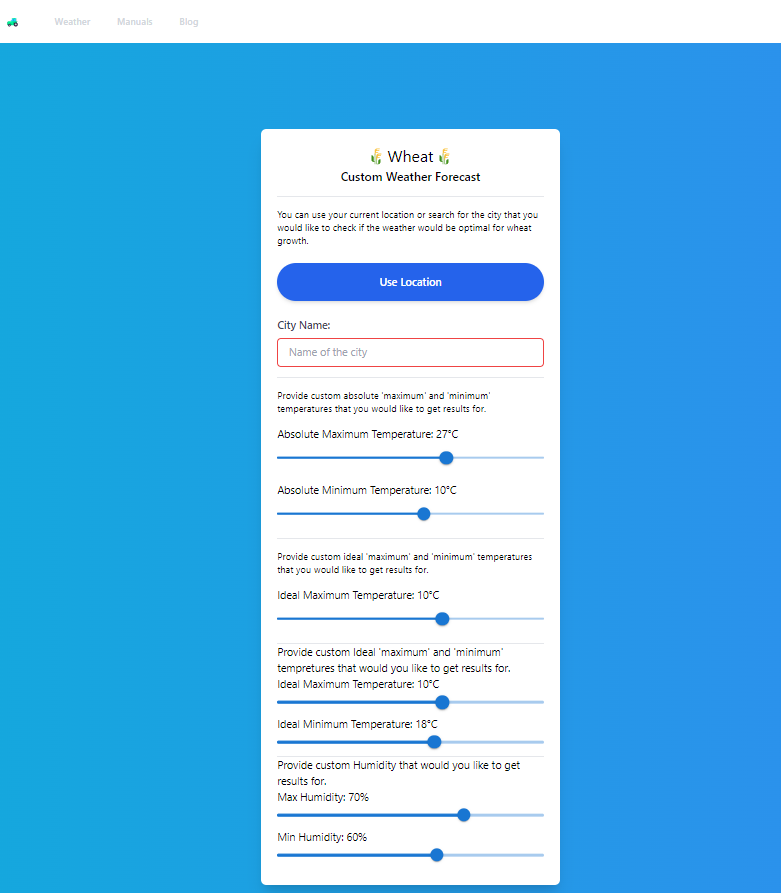 Weather Manuals Blog
Wheat
Custom Weather Forecast
You can use your current location or search for the city that you
would like to check if the weather would be optimal for wheat
growth.
Use Location
City Name:
Name of the city
Provide custom absolute 'maximum' and 'minimum'
temperatures that you would like to get results for.
Absolute Maximum Temperature: 27°C
Absolute Minimum Temperature: 10°C
Provide custom ideal 'maximum' and 'minimum' temperatures
that you would like to get results for.
Ideal Maximum Temperature: 10°C
Provide custom Ideal 'maximum' and 'minimum'
tempretures that would you like to get results for.
Ideal Maximum Temperature: 10°C
Ideal Minimum Temperature: 18°C
Provide custom Humidity that would you like to get
results for.
Max Humidity: 70%
Min Humidity: 60%